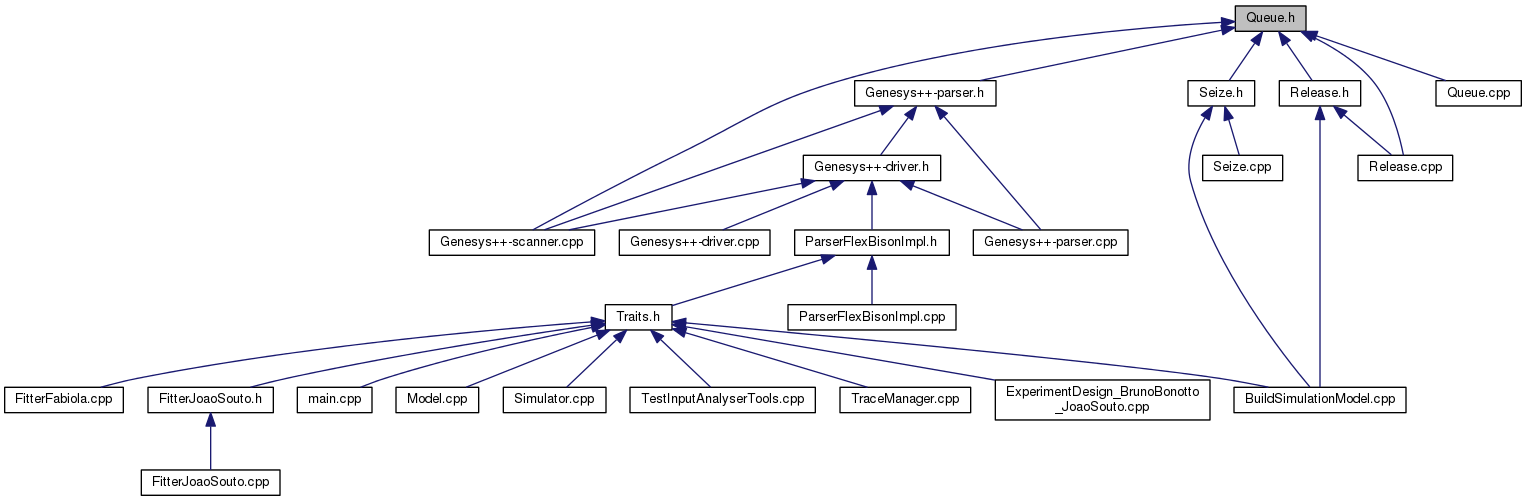 Queue.h
Genesys++-parser.h
Seize.h
Release.h
Queue.cpp
Genesys++-driver.h
Seize.cpp
Release.cpp
Genesys++-scanner.cpp
Genesys++-driver.cpp
ParserFlexBisonImpl.h
Genesys++-parser.cpp
Traits.h
ParserFlexBisonImpl.cpp
FitterFabiola.cpp
FitterJoaoSouto.h
main.cpp
Model.cpp
Simulator.cpp
TestInputAnalyserTools.cpp
TraceManager.cpp
ExperimentDesign_BrunoBonotto
_JoaoSouto.cpp
BuildSimulationModel.cpp
FitterJoaoSouto.cpp